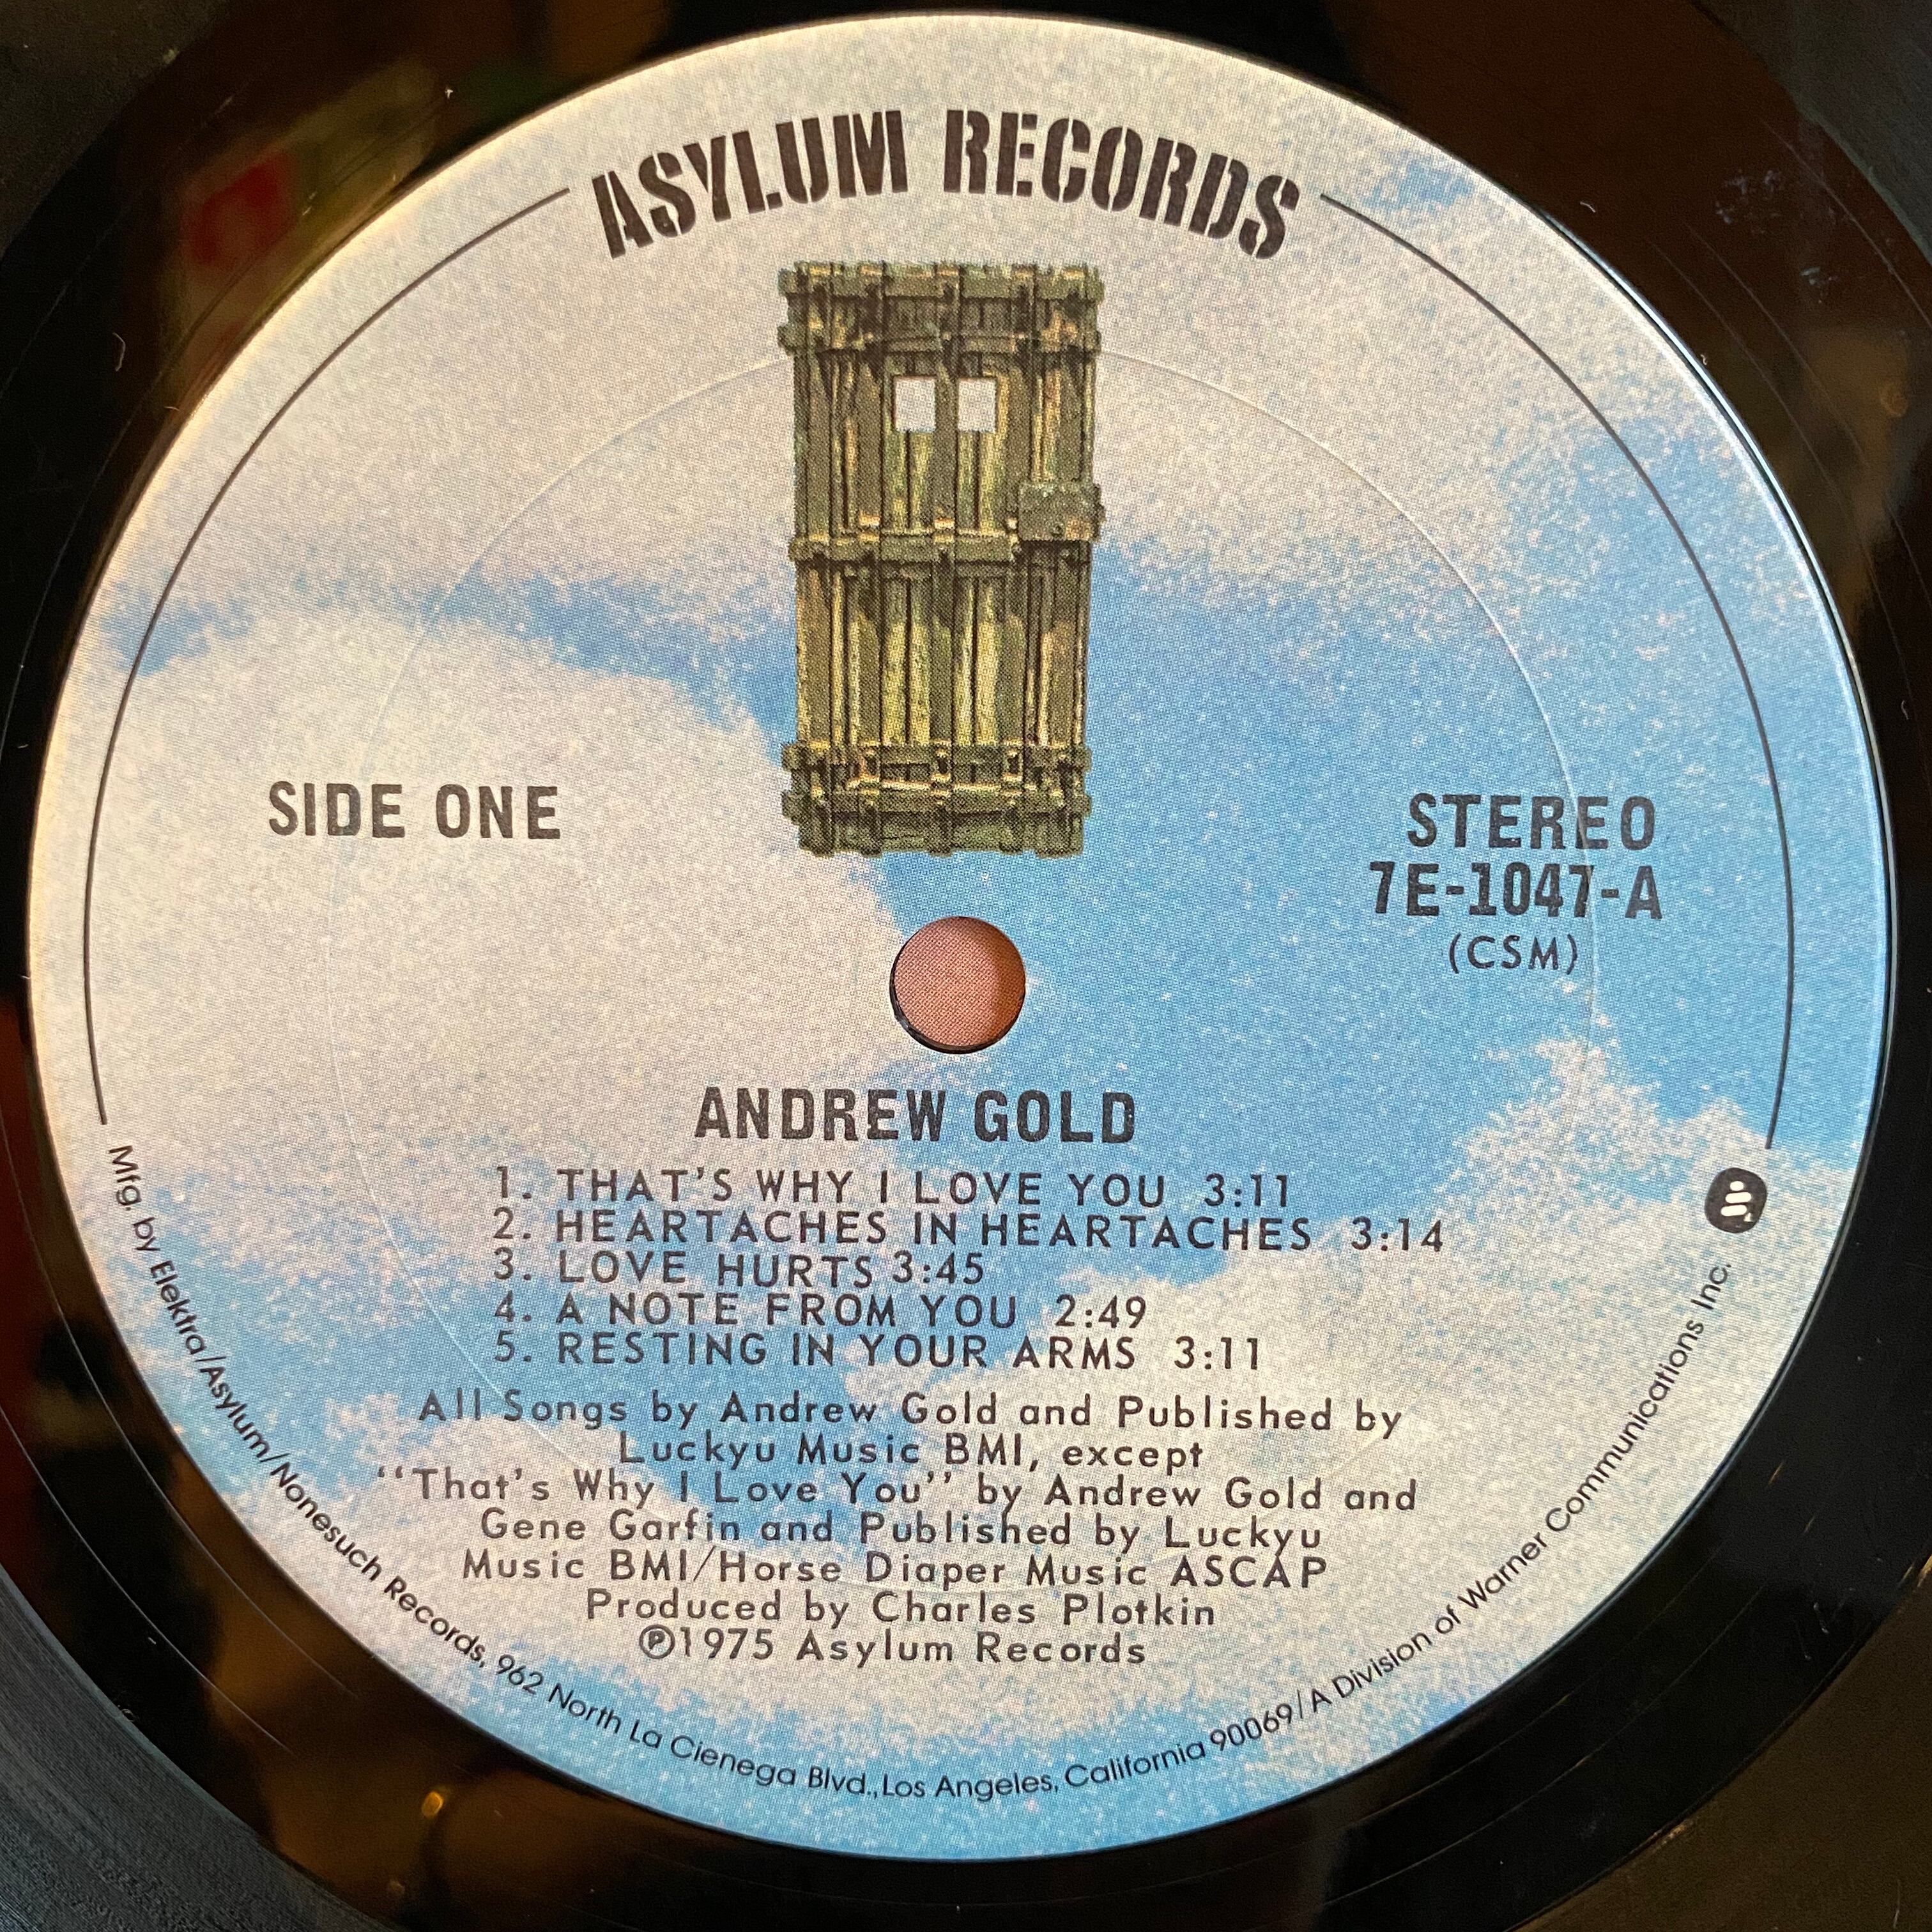 ASYLUM RECORDS
SIDE ONE
STEREO
7E-1047-A
(CSM)
ANDREW GOLD
1. THAT'S WHY I LOVE YOU 3:11
2. HEARTACHES IN HEARTACHES 3:14
3. LOVE HURTS 3:45
4. A NOTE FROM YOU 2:49
5. RESTING IN YOUR ARMS 3:11
All Songs by Andrew Gold and Published by
Luckyu Music BMI, except
‘‘That's Why I Love You’’ by Andrew Gold and
Gene Garfin and Published by Luckyu
Music BMI/Horse Diaper Music ASCAP
Produced by Charles Plotkin
℗1975 Asylum Records
Mfg. by Elektra/Asylum/Nonesuch Records, 962 North La Cienega Blvd., Los Angeles, California 90069/A Division of Warner Communications Inc.